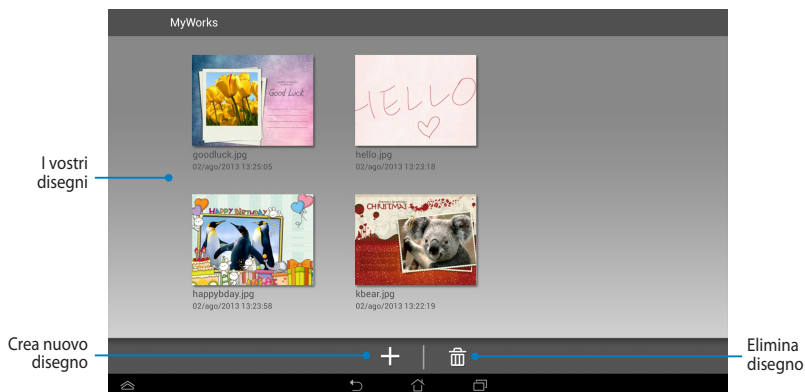 MyWorks
Good Luck
HELLO
goodluck.jpg
02/ago/2013 13:25:05
hello.jpg
02/ago/2013 13:23:18
I vostri
disegni
HAPPY BIRTHDAY
CHRISTMAS
happybday.jpg
02/ago/2013 13:23:58
kbear.jpg
02/ago/2013 13:22:19
Crea nuovo
disegno
Elimina
disegno